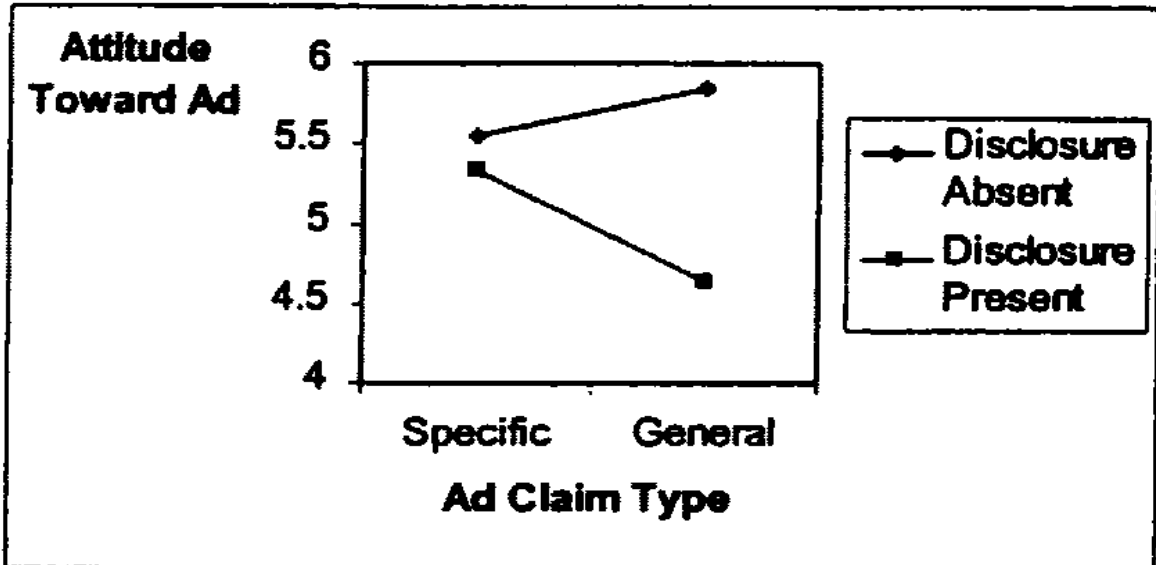 Attitude
Toward Ad
6
5.5
5
4.5
4
Specific General
Ad Claim Type
Disclosure
Absent
Disclosure
Present